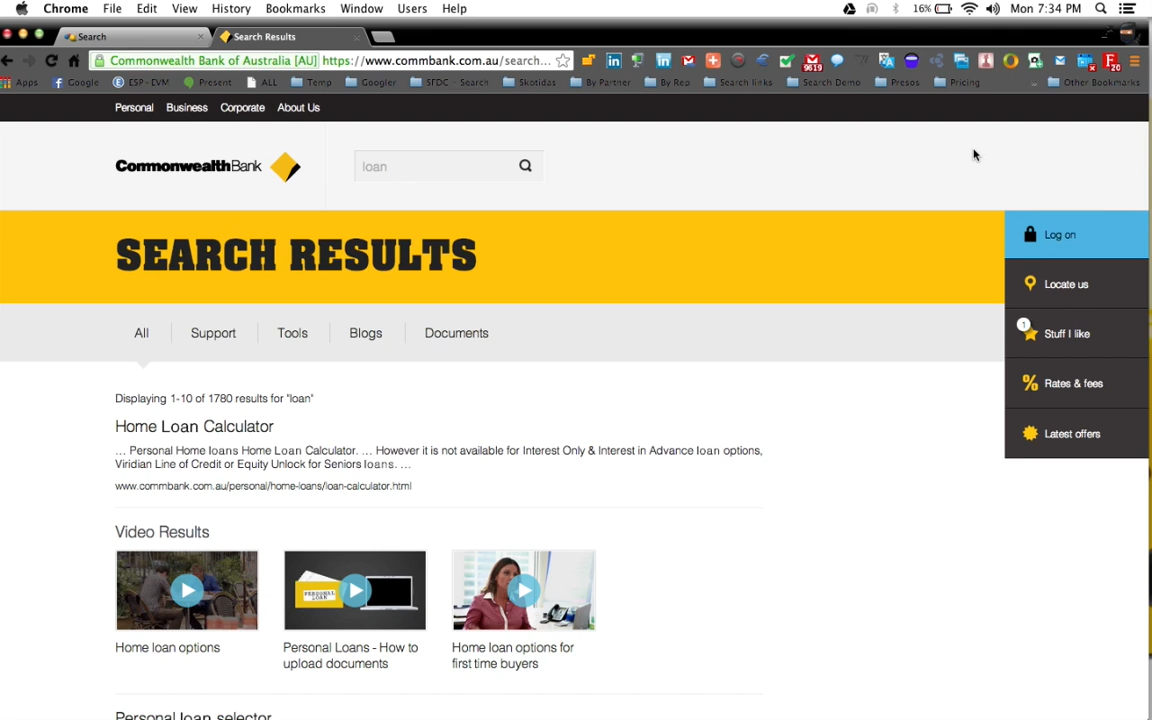 Chrome File Edit View History Bookmarks Window Users Help 16% Mon 7:34 PM
Search Search Results
Commonwealth Bank of Australia [AU] https://www.commbank.com.au/search... 9619 20
Apps Google ESP - EVM Present ALL Temp Googler SFDC - Search Skotidas By Partner By Rep Search links Search Demo Presos Pricing Other Bookmarks
Personal Business Corporate About Us
CommonwealthBank loan
SEARCH RESULTS
Log on
Locate us
1 Stuff I like
% Rates & fees
Latest offers
All Support Tools Blogs Documents
Displaying 1-10 of 1780 results for "loan"
Home Loan Calculator
... Personal Home loans Home Loan Calculator. ... However it is not available for Interest Only & Interest in Advance loan options,
Viridian Line of Credit or Equity Unlock for Seniors loans. ...
www.commbank.com.au/personal/home-loans/loan-calculator.html
Video Results
PERSONAL
LOAN
Home loan options
Personal Loans - How to
upload documents
Home loan options for
first time buyers
Personal loan selector